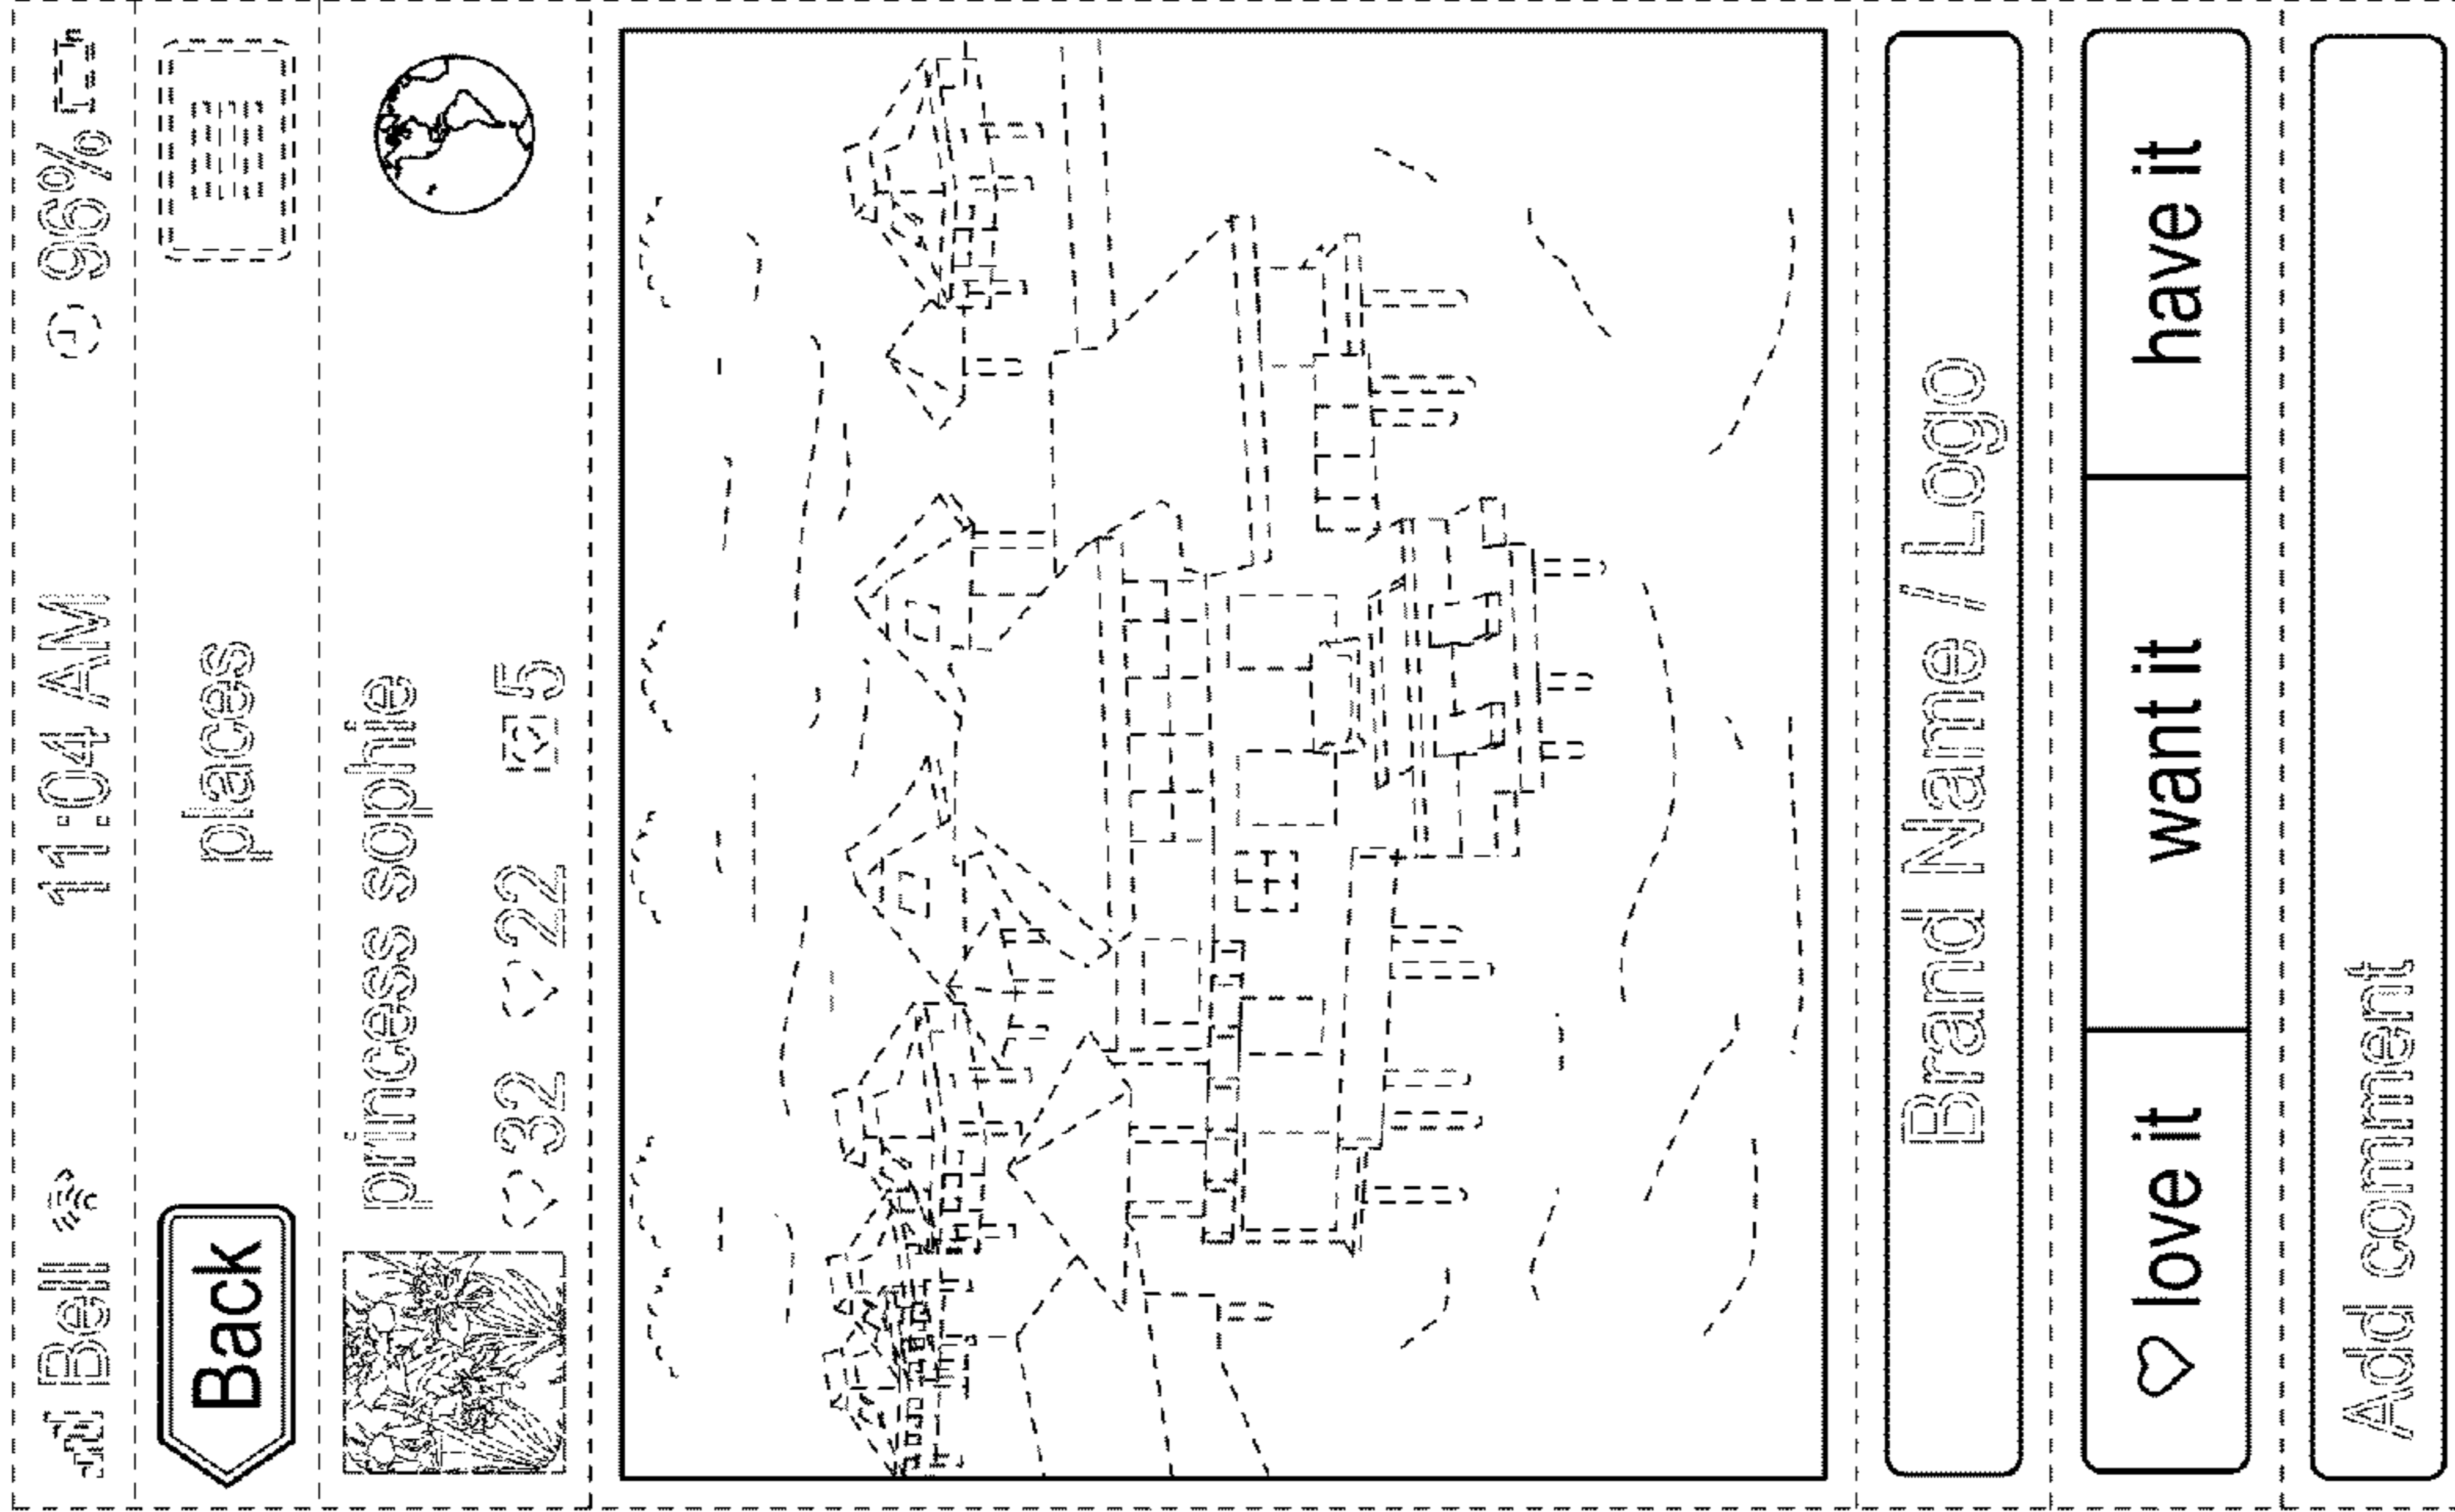 Bell 11:04 AM 96%
Back places
princess sophie
32 22 5
Brand Name / Logo
love it want it have it
Add comment